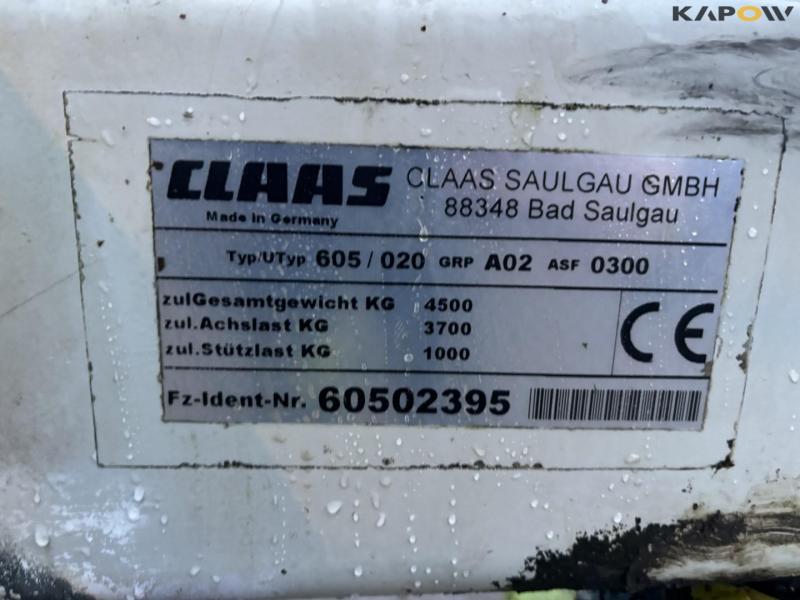 KAPOW
CLAAS CLAAS SAULGAU GMBH
Made in Germany 88348 Bad Saulgau
Typ/UTyp 605/020 GRP A02 ASF 0300
zulGesamtgewicht KG 4500
zul.Achslast KG 3700
zul.Stützlast KG 1000
CE
Fz-Ident-Nr. 60502395